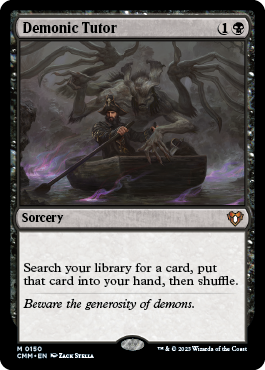 Demonic Tutor 1
Sorcery
Search your library for a card, put
that card into your hand, then shuffle.
Beware the generosity of demons.
M 0150
CMM • EN Zack Stella
™ & © 2023 Wizards of the Coast